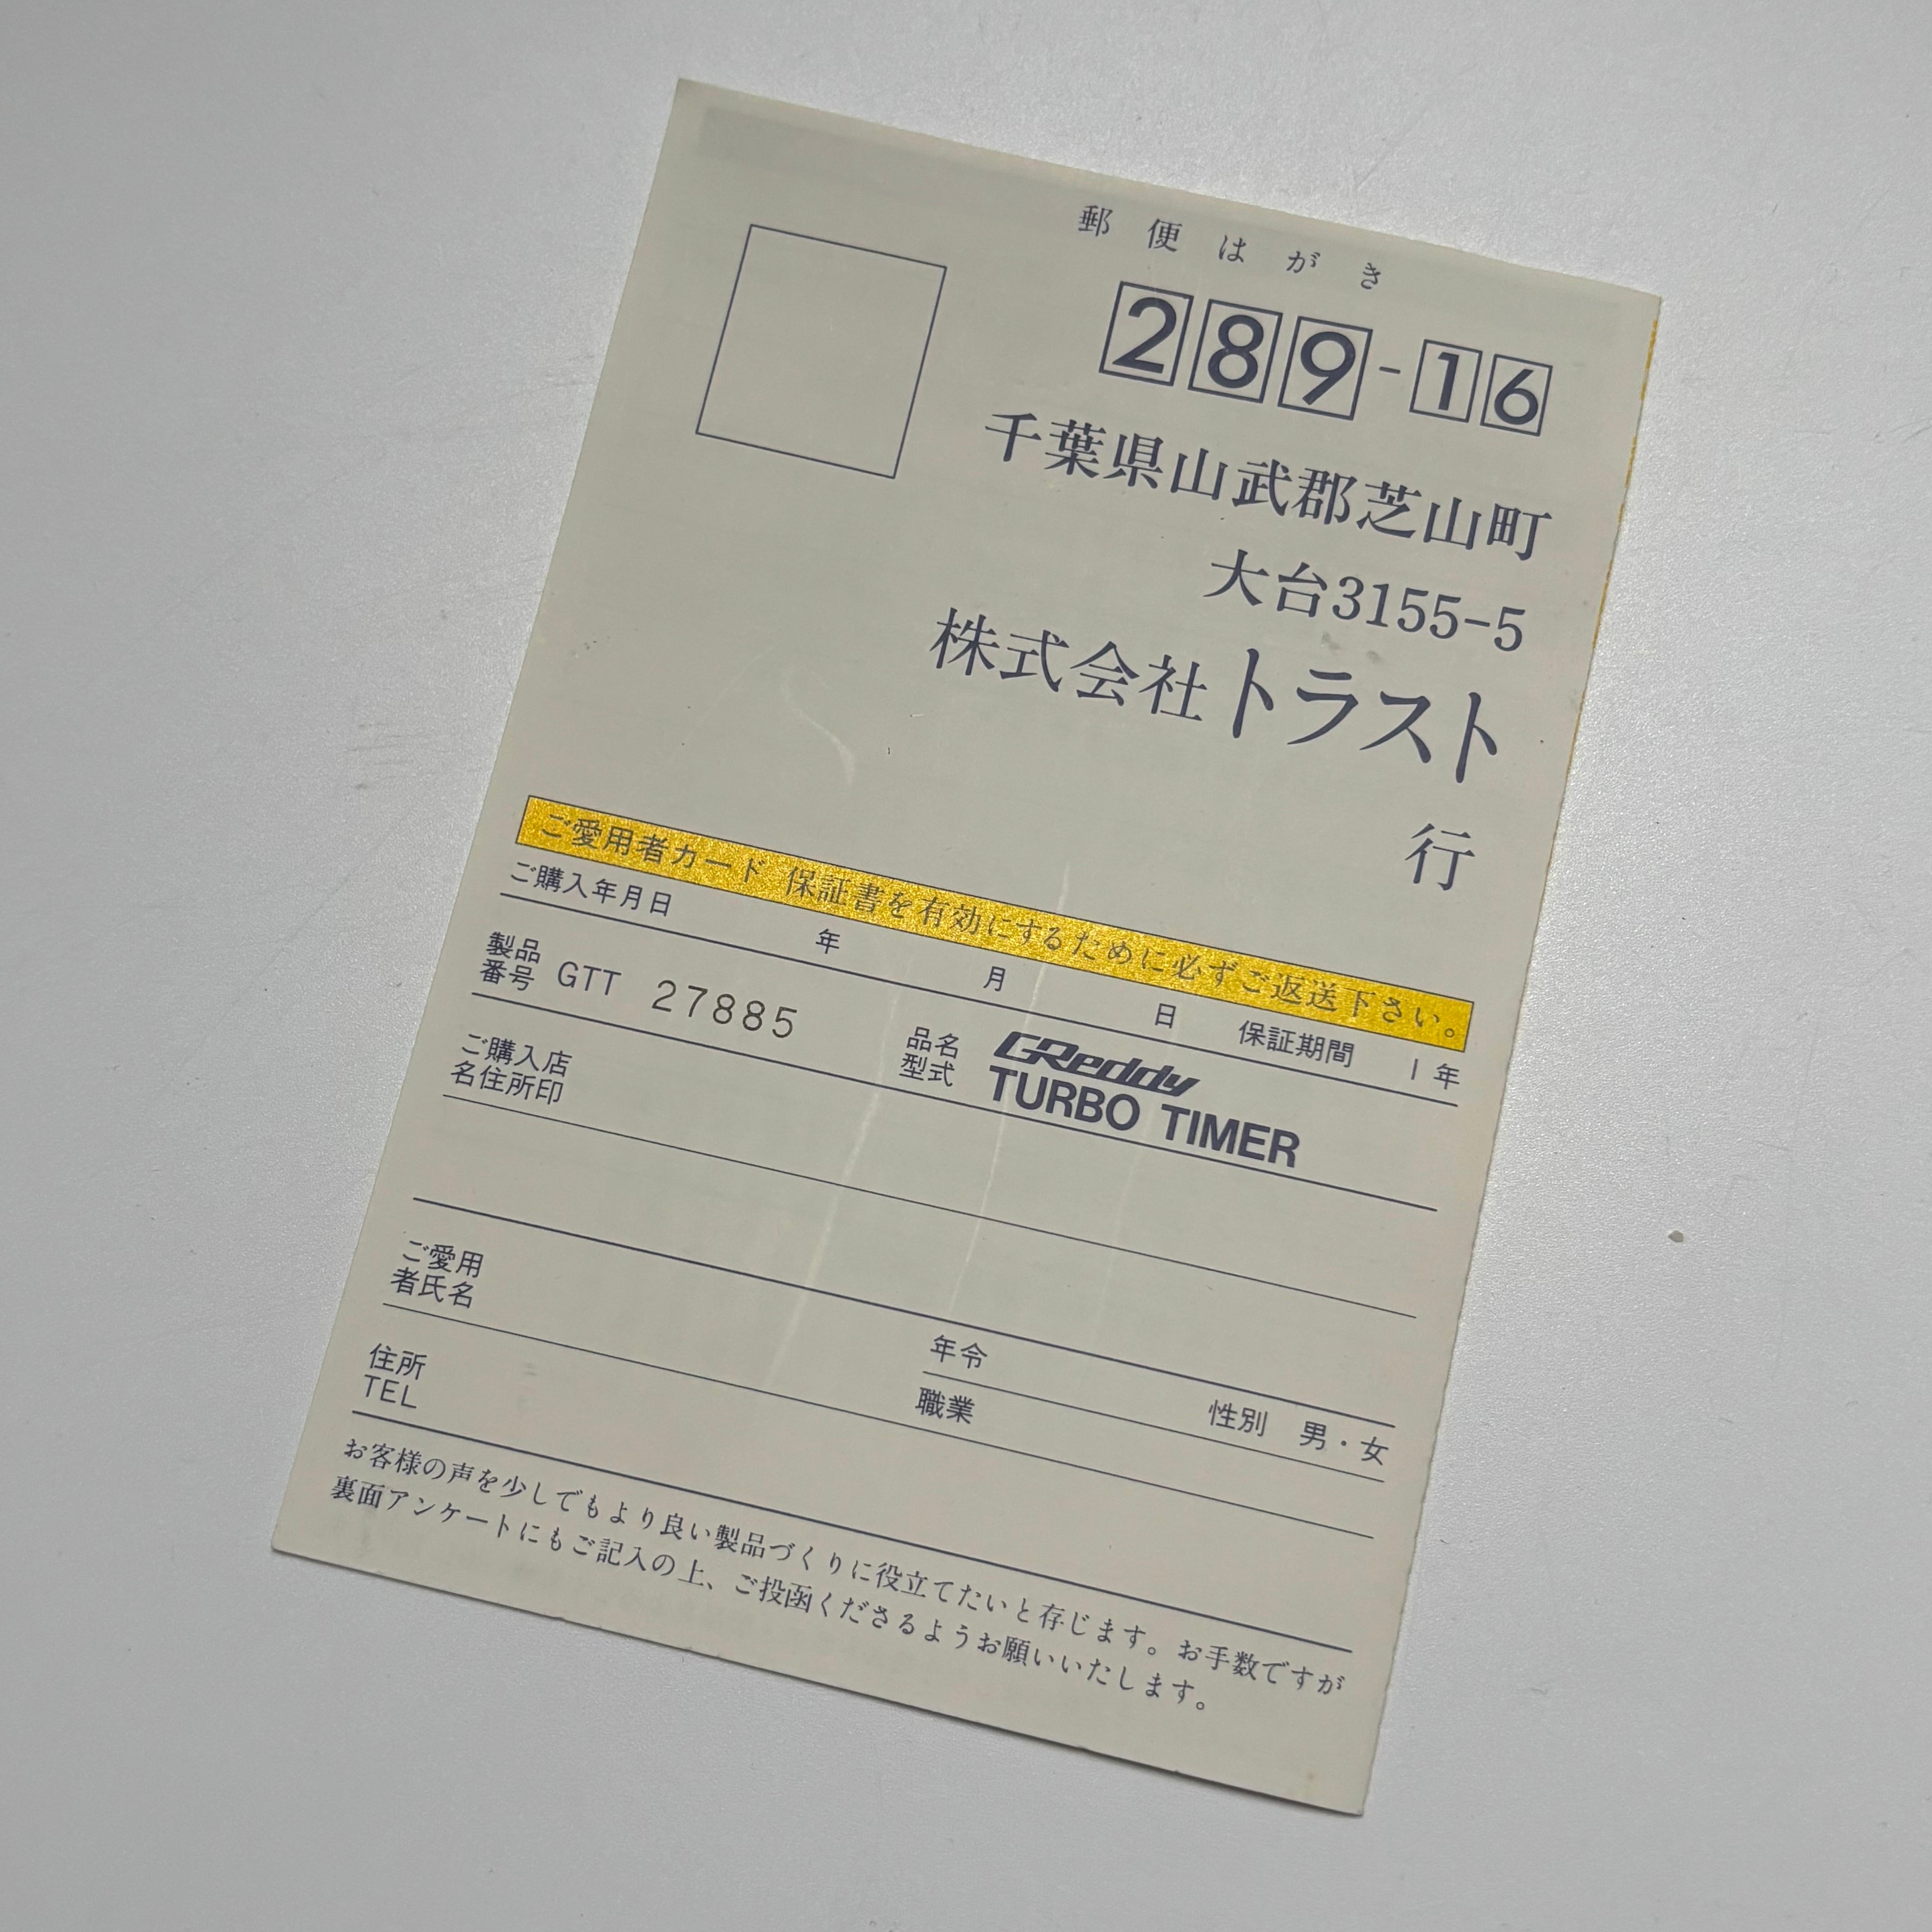 郵便はがき
289-16
千葉県山武郡芝山町
大台3155-5
株式会社トラスト
行
ご愛用者カード 保証書を有効にするために必ずご返送下さい。
ご購入年月日 年 月 日 保証期間 1年
製品番号 GTT 27885 品名型式 GReddy TURBO TIMER
ご購入店
名住所印
ご愛用
者氏名
年令
職業 性別 男・女
住所
TEL
お客様の声を少しでもより良い製品づくりに役立てたいと存じます。お手数ですが
裏面アンケートにもご記入の上、ご投函くださるようお願いいたします。